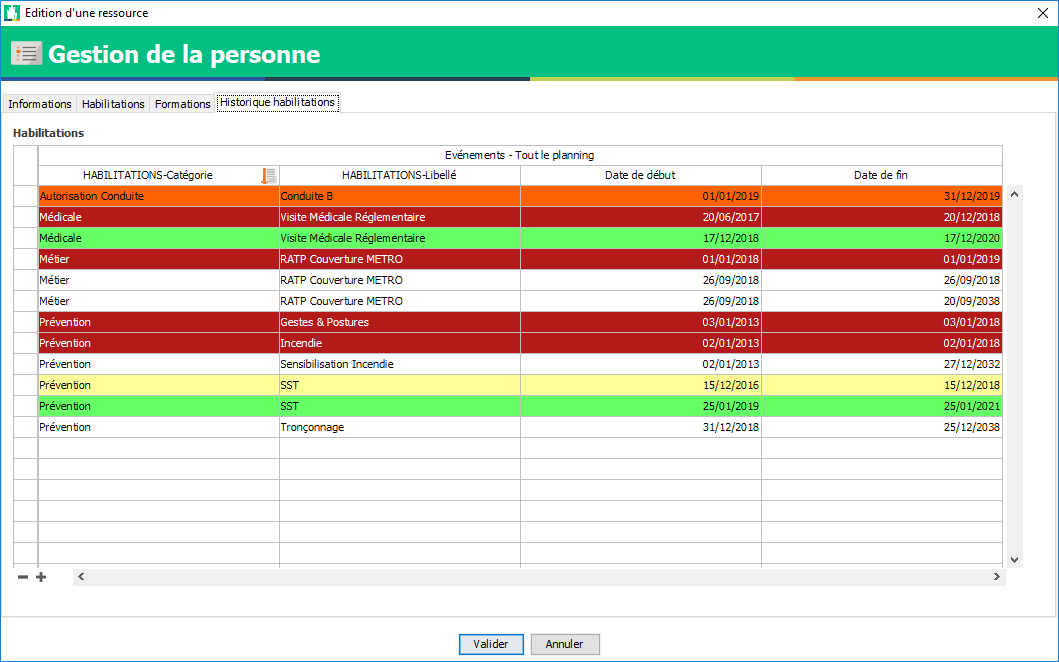 Edition d'une ressource
Gestion de la personne
Informations Habilitations Formations Historique habilitations
Habilitations
Evénements - Tout le planning
HABILITATIONS-Catégorie HABILITATIONS-Libellé Date de début Date de fin
Autorisation Conduite Conduite B 01/01/2019 31/12/2019
Médicale Visite Médicale Réglementaire 20/06/2017 20/12/2018
Médicale Visite Médicale Réglementaire 17/12/2018 17/12/2020
Métier RATP Couverture METRO 01/01/2018 01/01/2019
Métier RATP Couverture METRO 26/09/2018 26/09/2018
Métier RATP Couverture METRO 26/09/2018 20/09/2038
Prévention Gestes & Postures 03/01/2013 03/01/2018
Prévention Incendie 02/01/2013 02/01/2018
Prévention Sensibilisation Incendie 02/01/2013 27/12/2032
Prévention SST 15/12/2016 15/12/2018
Prévention SST 25/01/2019 25/01/2021
Prévention Tronçonnage 31/12/2018 25/12/2038
Valider Annuler